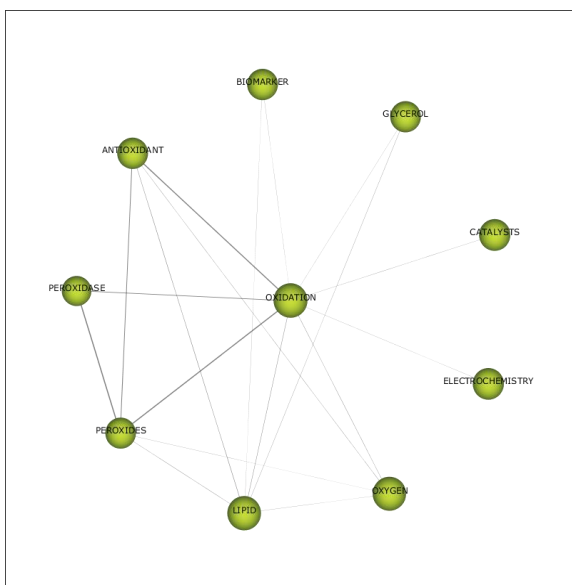 BIOMARKER
GLYCEROL
ANTIOXIDANT
CATALYSTS
PEROXIDASE
OXIDATION
ELECTROCHEMISTRY
PEROXIDES
OXYGEN
LIPID